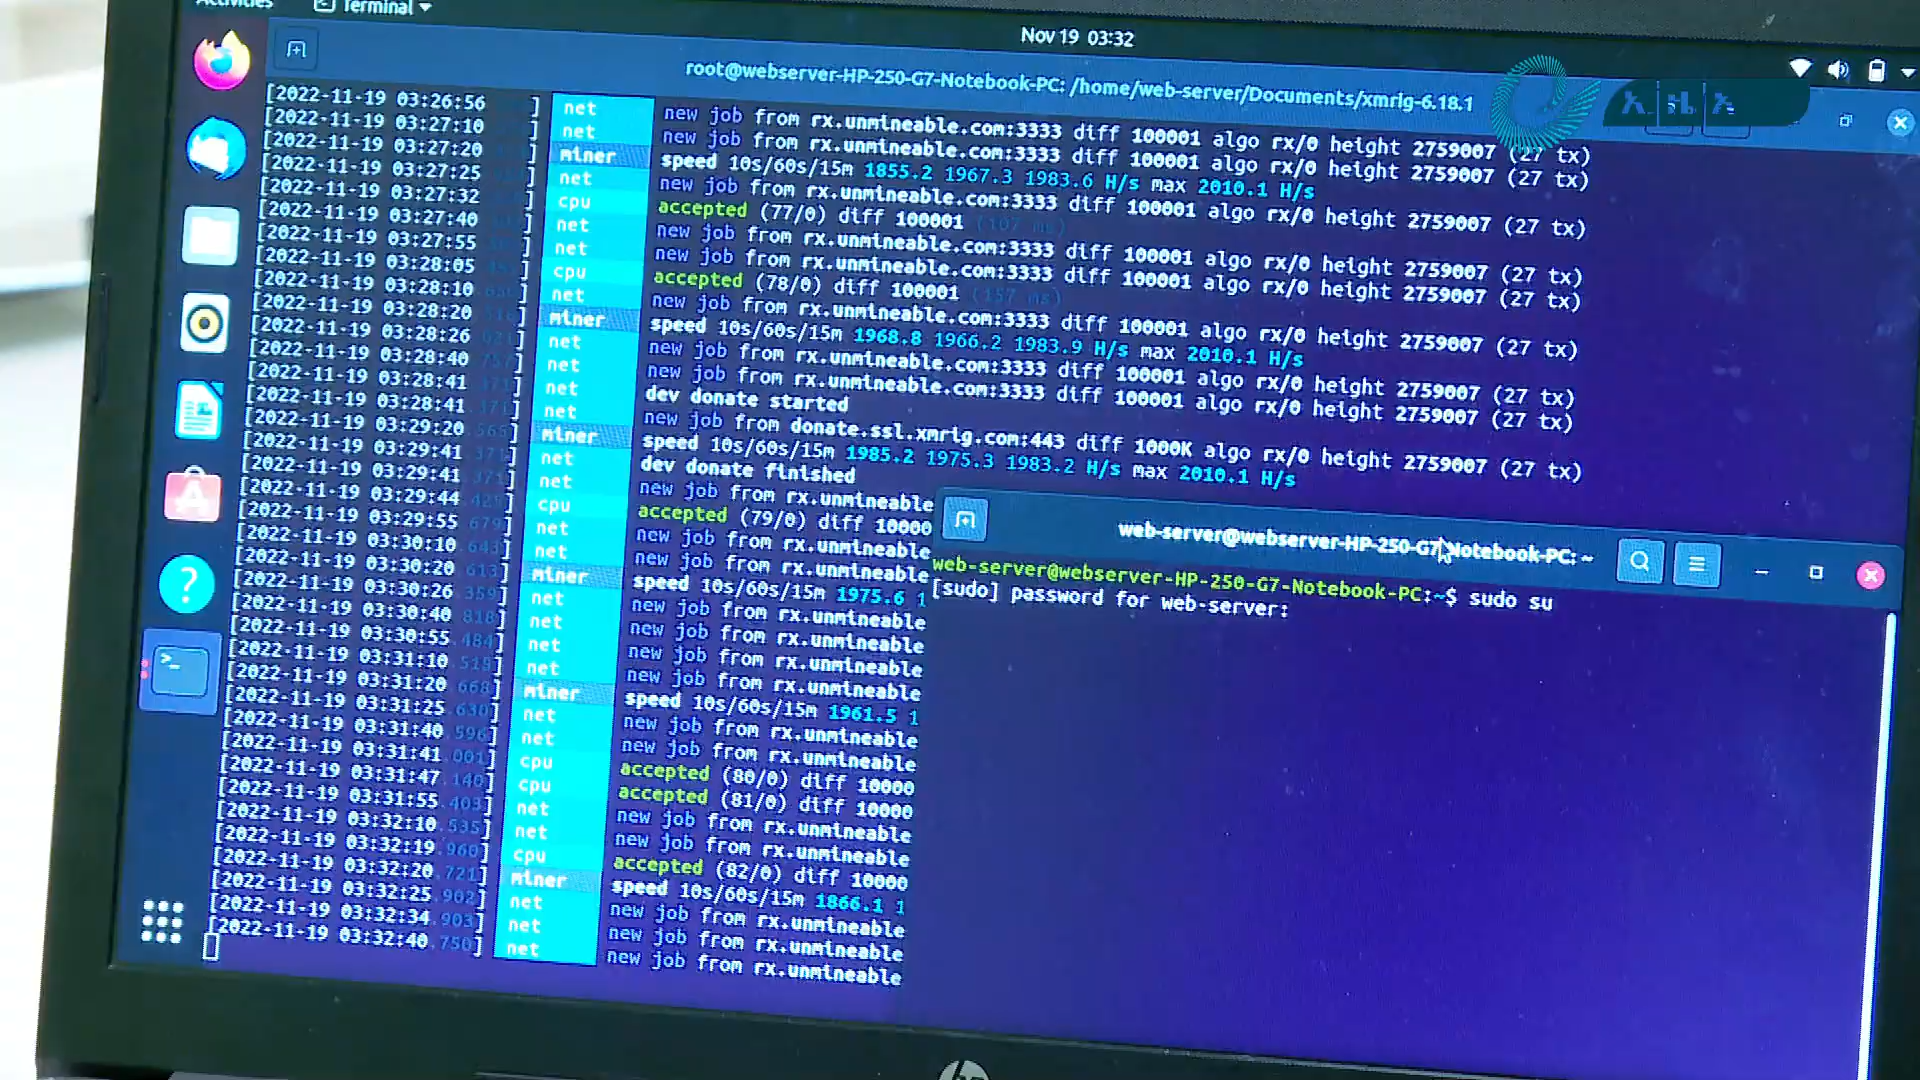 Activities
Terminal
Nov 19 03:32
root@webserver-HP-250-G7-Notebook-PC: /home/web-server/Documents/xmrig-6.18.1
አ ሀ አ
[2022-11-19 03:26:56 ] net new job from rx.unmineable.com:3333 diff 100001 algo rx/0 height 2759007 (27 tx)
[2022-11-19 03:27:10 ] net new job from rx.unmineable.com:3333 diff 100001 algo rx/0 height 2759007 (27 tx)
[2022-11-19 03:27:20 ] miner speed 10s/60s/15m 1855.2 1967.3 1983.6 H/s max 2010.1 H/s
[2022-11-19 03:27:25 ] net new job from rx.unmineable.com:3333 diff 100001 algo rx/0 height 2759007 (27 tx)
[2022-11-19 03:27:32 ] cpu accepted (77/0) diff 100001 (107 ms)
[2022-11-19 03:27:40 ] net new job from rx.unmineable.com:3333 diff 100001 algo rx/0 height 2759007 (27 tx)
[2022-11-19 03:27:55 ] net new job from rx.unmineable.com:3333 diff 100001 algo rx/0 height 2759007 (27 tx)
[2022-11-19 03:28:05 ] cpu accepted (78/0) diff 100001 (157 ms)
[2022-11-19 03:28:10 ] net new job from rx.unmineable.com:3333 diff 100001 algo rx/0 height 2759007 (27 tx)
[2022-11-19 03:28:20 ] miner speed 10s/60s/15m 1968.8 1966.2 1983.9 H/s max 2010.1 H/s
[2022-11-19 03:28:26 ] net new job from rx.unmineable.com:3333 diff 100001 algo rx/0 height 2759007 (27 tx)
[2022-11-19 03:28:40 ] net new job from rx.unmineable.com:3333 diff 100001 algo rx/0 height 2759007 (27 tx)
[2022-11-19 03:28:41 ] net dev donate started
[2022-11-19 03:28:41 ] net new job from donate.ssl.xmrig.com:443 diff 1000K algo rx/0 height 2759007 (27 tx)
[2022-11-19 03:29:20 ] miner speed 10s/60s/15m 1985.2 1975.3 1983.2 H/s max 2010.1 H/s
[2022-11-19 03:29:41 ] net dev donate finished
[2022-11-19 03:29:41 ] net new job from rx.unmineable
[2022-11-19 03:29:44 ] cpu accepted (79/0) diff 10000
[2022-11-19 03:29:55 ] net new job from rx.unmineable
[2022-11-19 03:30:10 ] net new job from rx.unmineable
[2022-11-19 03:30:20 ] miner speed 10s/60s/15m 1975.6 1
[2022-11-19 03:30:26 ] net new job from rx.unmineable
[2022-11-19 03:30:40 ] net new job from rx.unmineable
[2022-11-19 03:30:55 ] net new job from rx.unmineable
[2022-11-19 03:31:10 ] net new job from rx.unmineable
[2022-11-19 03:31:20 ] miner speed 10s/60s/15m 1961.5 1
[2022-11-19 03:31:25 ] net new job from rx.unmineable
[2022-11-19 03:31:40 ] net new job from rx.unmineable
[2022-11-19 03:31:41 ] cpu accepted (80/0) diff 10000
[2022-11-19 03:31:47 ] cpu accepted (81/0) diff 10000
[2022-11-19 03:31:55 ] net new job from rx.unmineable
[2022-11-19 03:32:10 ] net new job from rx.unmineable
[2022-11-19 03:32:19.960] cpu accepted (82/0) diff 10000
[2022-11-19 03:32:20.721] miner speed 10s/60s/15m 1866.1 1
[2022-11-19 03:32:25.902] net new job from rx.unmineable
[2022-11-19 03:32:34.903] net new job from rx.unmineable
[2022-11-19 03:32:40.750] net new job from rx.unmineable
web-server@webserver-HP-250-G7-Notebook-PC: ~
web-server@webserver-HP-250-G7-Notebook-PC:~$ sudo su
[sudo] password for web-server:
hp